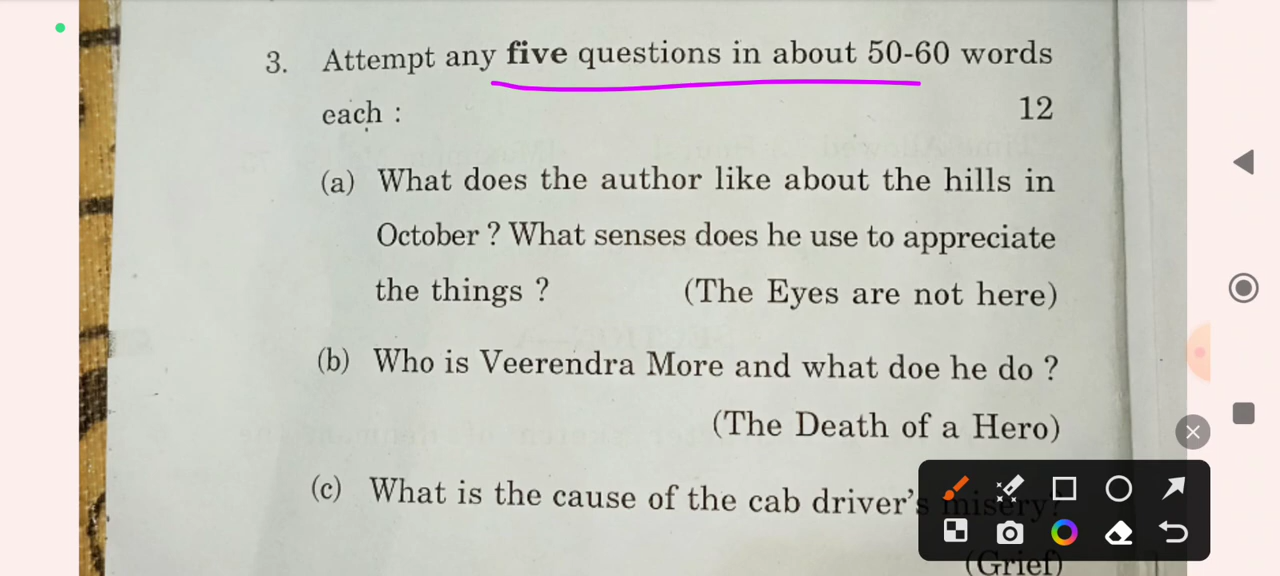 3. Attempt any five questions in about 50-60 words
each : 12
(a) What does the author like about the hills in
October ? What senses does he use to appreciate
the things ? (The Eyes are not here)
(b) Who is Veerendra More and what doe he do ?
(The Death of a Hero)
(c) What is the cause of the cab driver's misery?
(Grief)